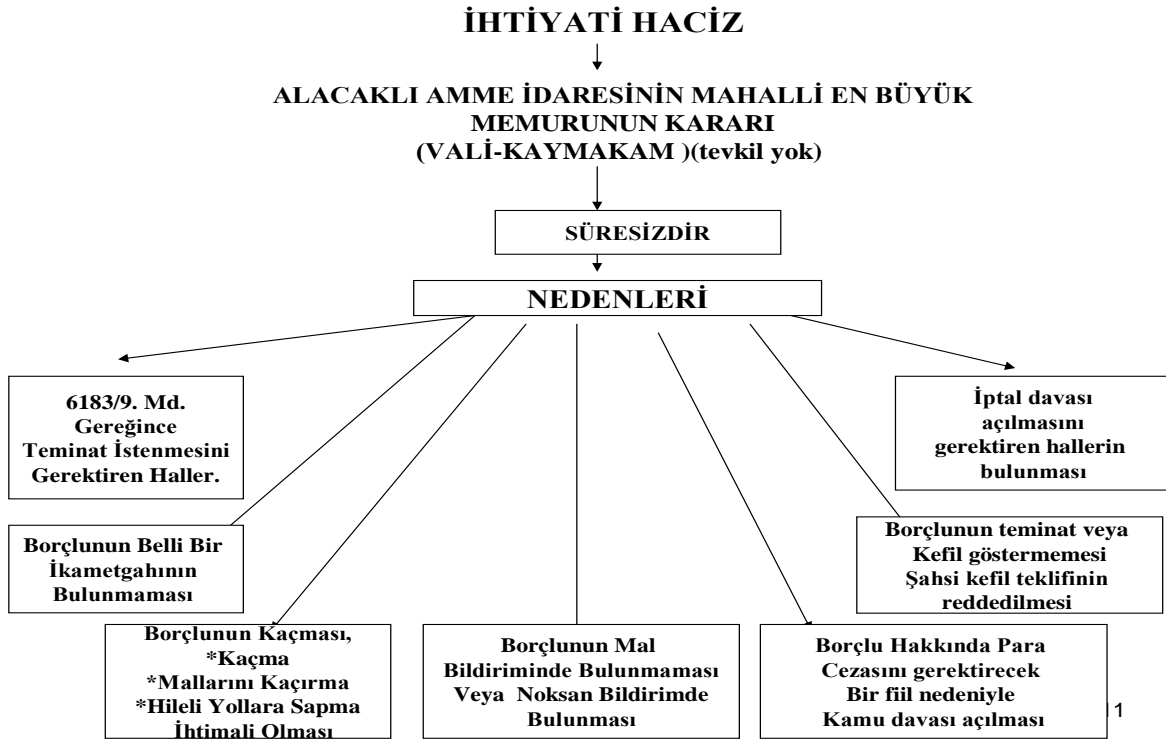 İHTİYATİ HACİZ
ALACAKLI AMME İDARESİNİN MAHALLİ EN BÜYÜK
MEMURUNUN KARARI
(VALİ-KAYMAKAM )(tevkil yok)
SÜRESİZDİR
NEDENLERİ
6183/9. Md.
Gereğince
Teminat İstenmesini
Gerektiren Haller.
İptal davası
açılmasını
gerektiren hallerin
bulunması
Borçlunun Belli Bir
İkametgahının
Bulunmaması
Borçlunun teminat veya
Kefil göstermemesi
Şahsi kefil teklifinin
reddedilmesi
Borçlunun Kaçması,
*Kaçma
*Mallarını Kaçırma
*Hileli Yollara Sapma
İhtimali Olması
Borçlunun Mal
Bildiriminde Bulunmaması
Veya Noksan Bildirimde
Bulunması
Borçlu Hakkında Para
Cezasını gerektirecek
Bir fiil nedeniyle
Kamu davası açılması